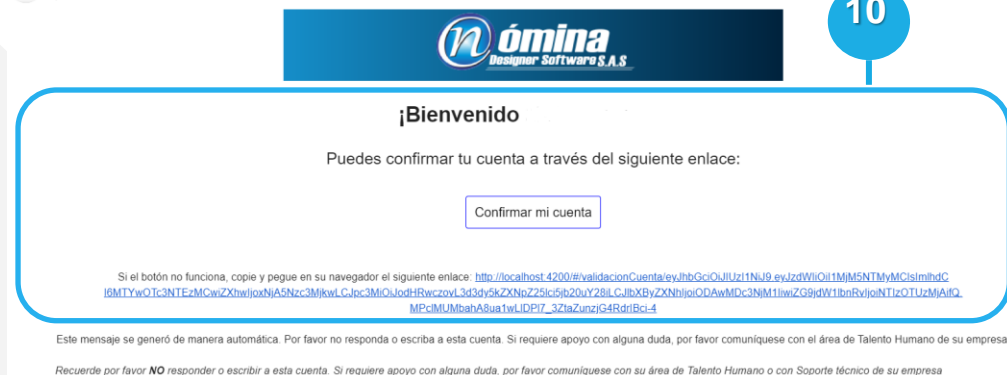 10
Nómina
Designer Software S.A.S
¡Bienvenido
Puedes confirmar tu cuenta a través del siguiente enlace:
Confirmar mi cuenta
Si el botón no funciona, copie y pegue en su navegador el siguiente enlace:
Este mensaje se generó de manera automática. Por favor no responda o escriba a esta cuenta. Si requiere apoyo con alguna duda, por favor comuníquese con el área de Talento Humano de su empresa
Recuerde por favor NO responder o escribir a esta cuenta. Si requiere apoyo con alguna duda, por favor comuníquese con su área de Talento Humano o con Soporte técnico de su empresa